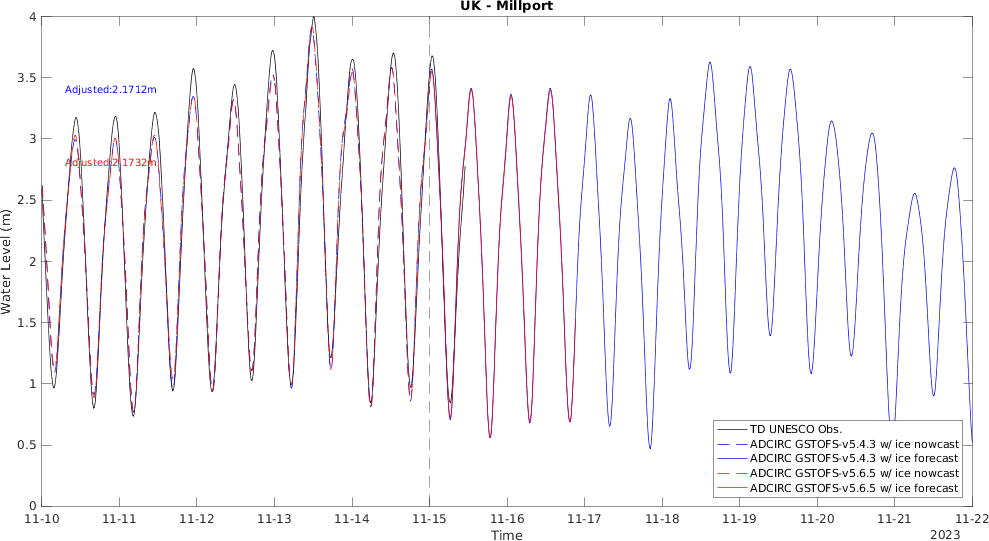 UK - Millport
4
3.5
3
2.5
2
1.5
1
0.5
0
Water Level (m)
Adjusted:2.1712m
Adjusted:2.1732m
TD UNESCO Obs.
ADCIRC GSTOFS-v5.4.3 w/ ice nowcast
ADCIRC GSTOFS-v5.4.3 w/ ice forecast
ADCIRC GSTOFS-v5.6.5 w/ ice nowcast
ADCIRC GSTOFS-v5.6.5 w/ ice forecast
11-10 11-11 11-12 11-13 11-14 11-15 11-16 11-17 11-18 11-19 11-20 11-21 11-22
Time
2023